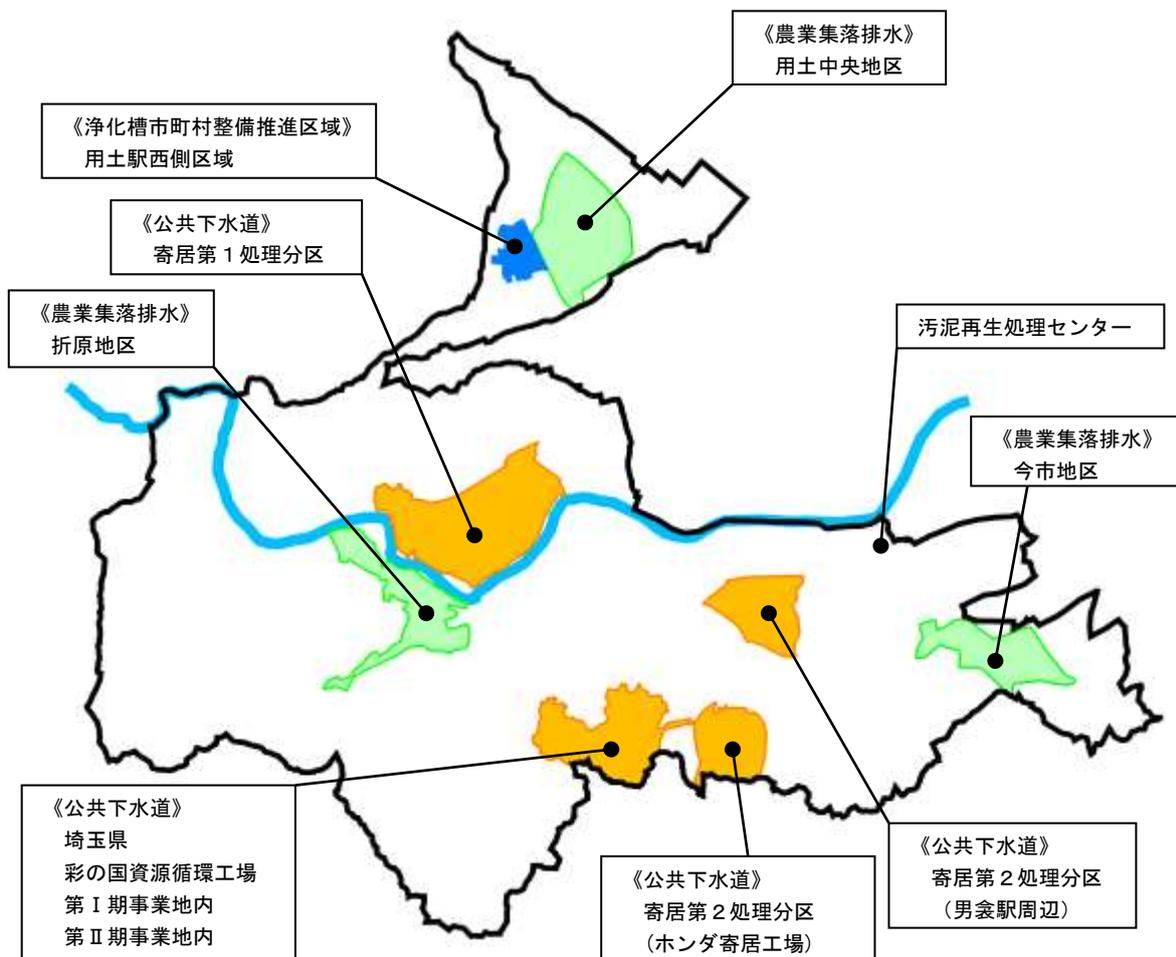 《農業集落排水》
用土中央地区
《浄化槽市町村整備推進区域》
用土駅西側区域
《公共下水道》
寄居第１処理分区
《農業集落排水》
折原地区
汚泥再生処理センター
《農業集落排水》
今市地区
《公共下水道》
埼玉県
彩の国資源循環工場
第Ⅰ期事業地内
第Ⅱ期事業地内
《公共下水道》
寄居第２処理分区
（ホンダ寄居工場）
《公共下水道》
寄居第２処理分区
（男衾駅周辺）